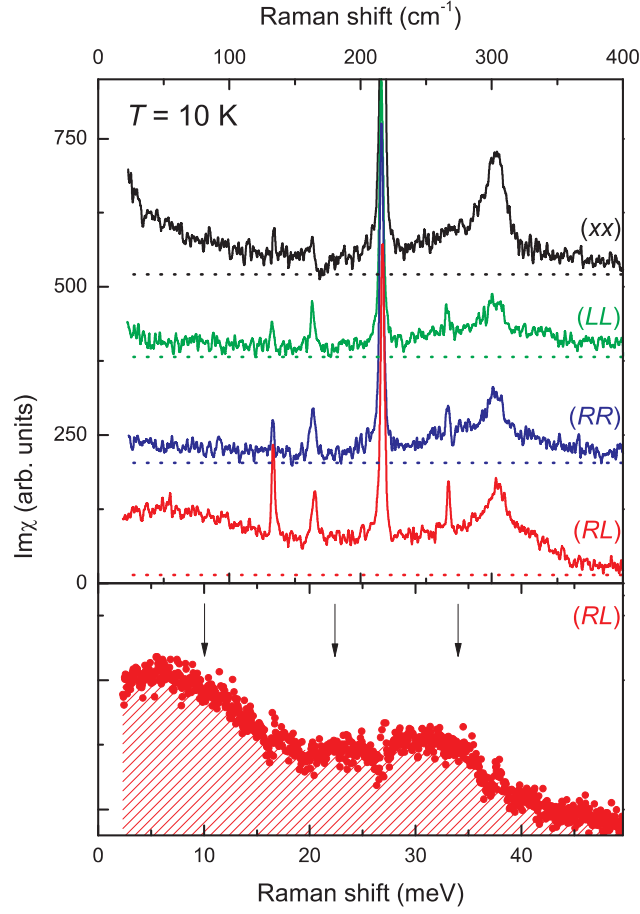 Raman shift (cm⁻¹)
0 100 200 300 400
T = 10 K
750
(xx)
500
(LL)
(RR)
250
(RL)
0
Imχ (arb. units)
(RL)
0 10 20 30 40
Raman shift (meV)